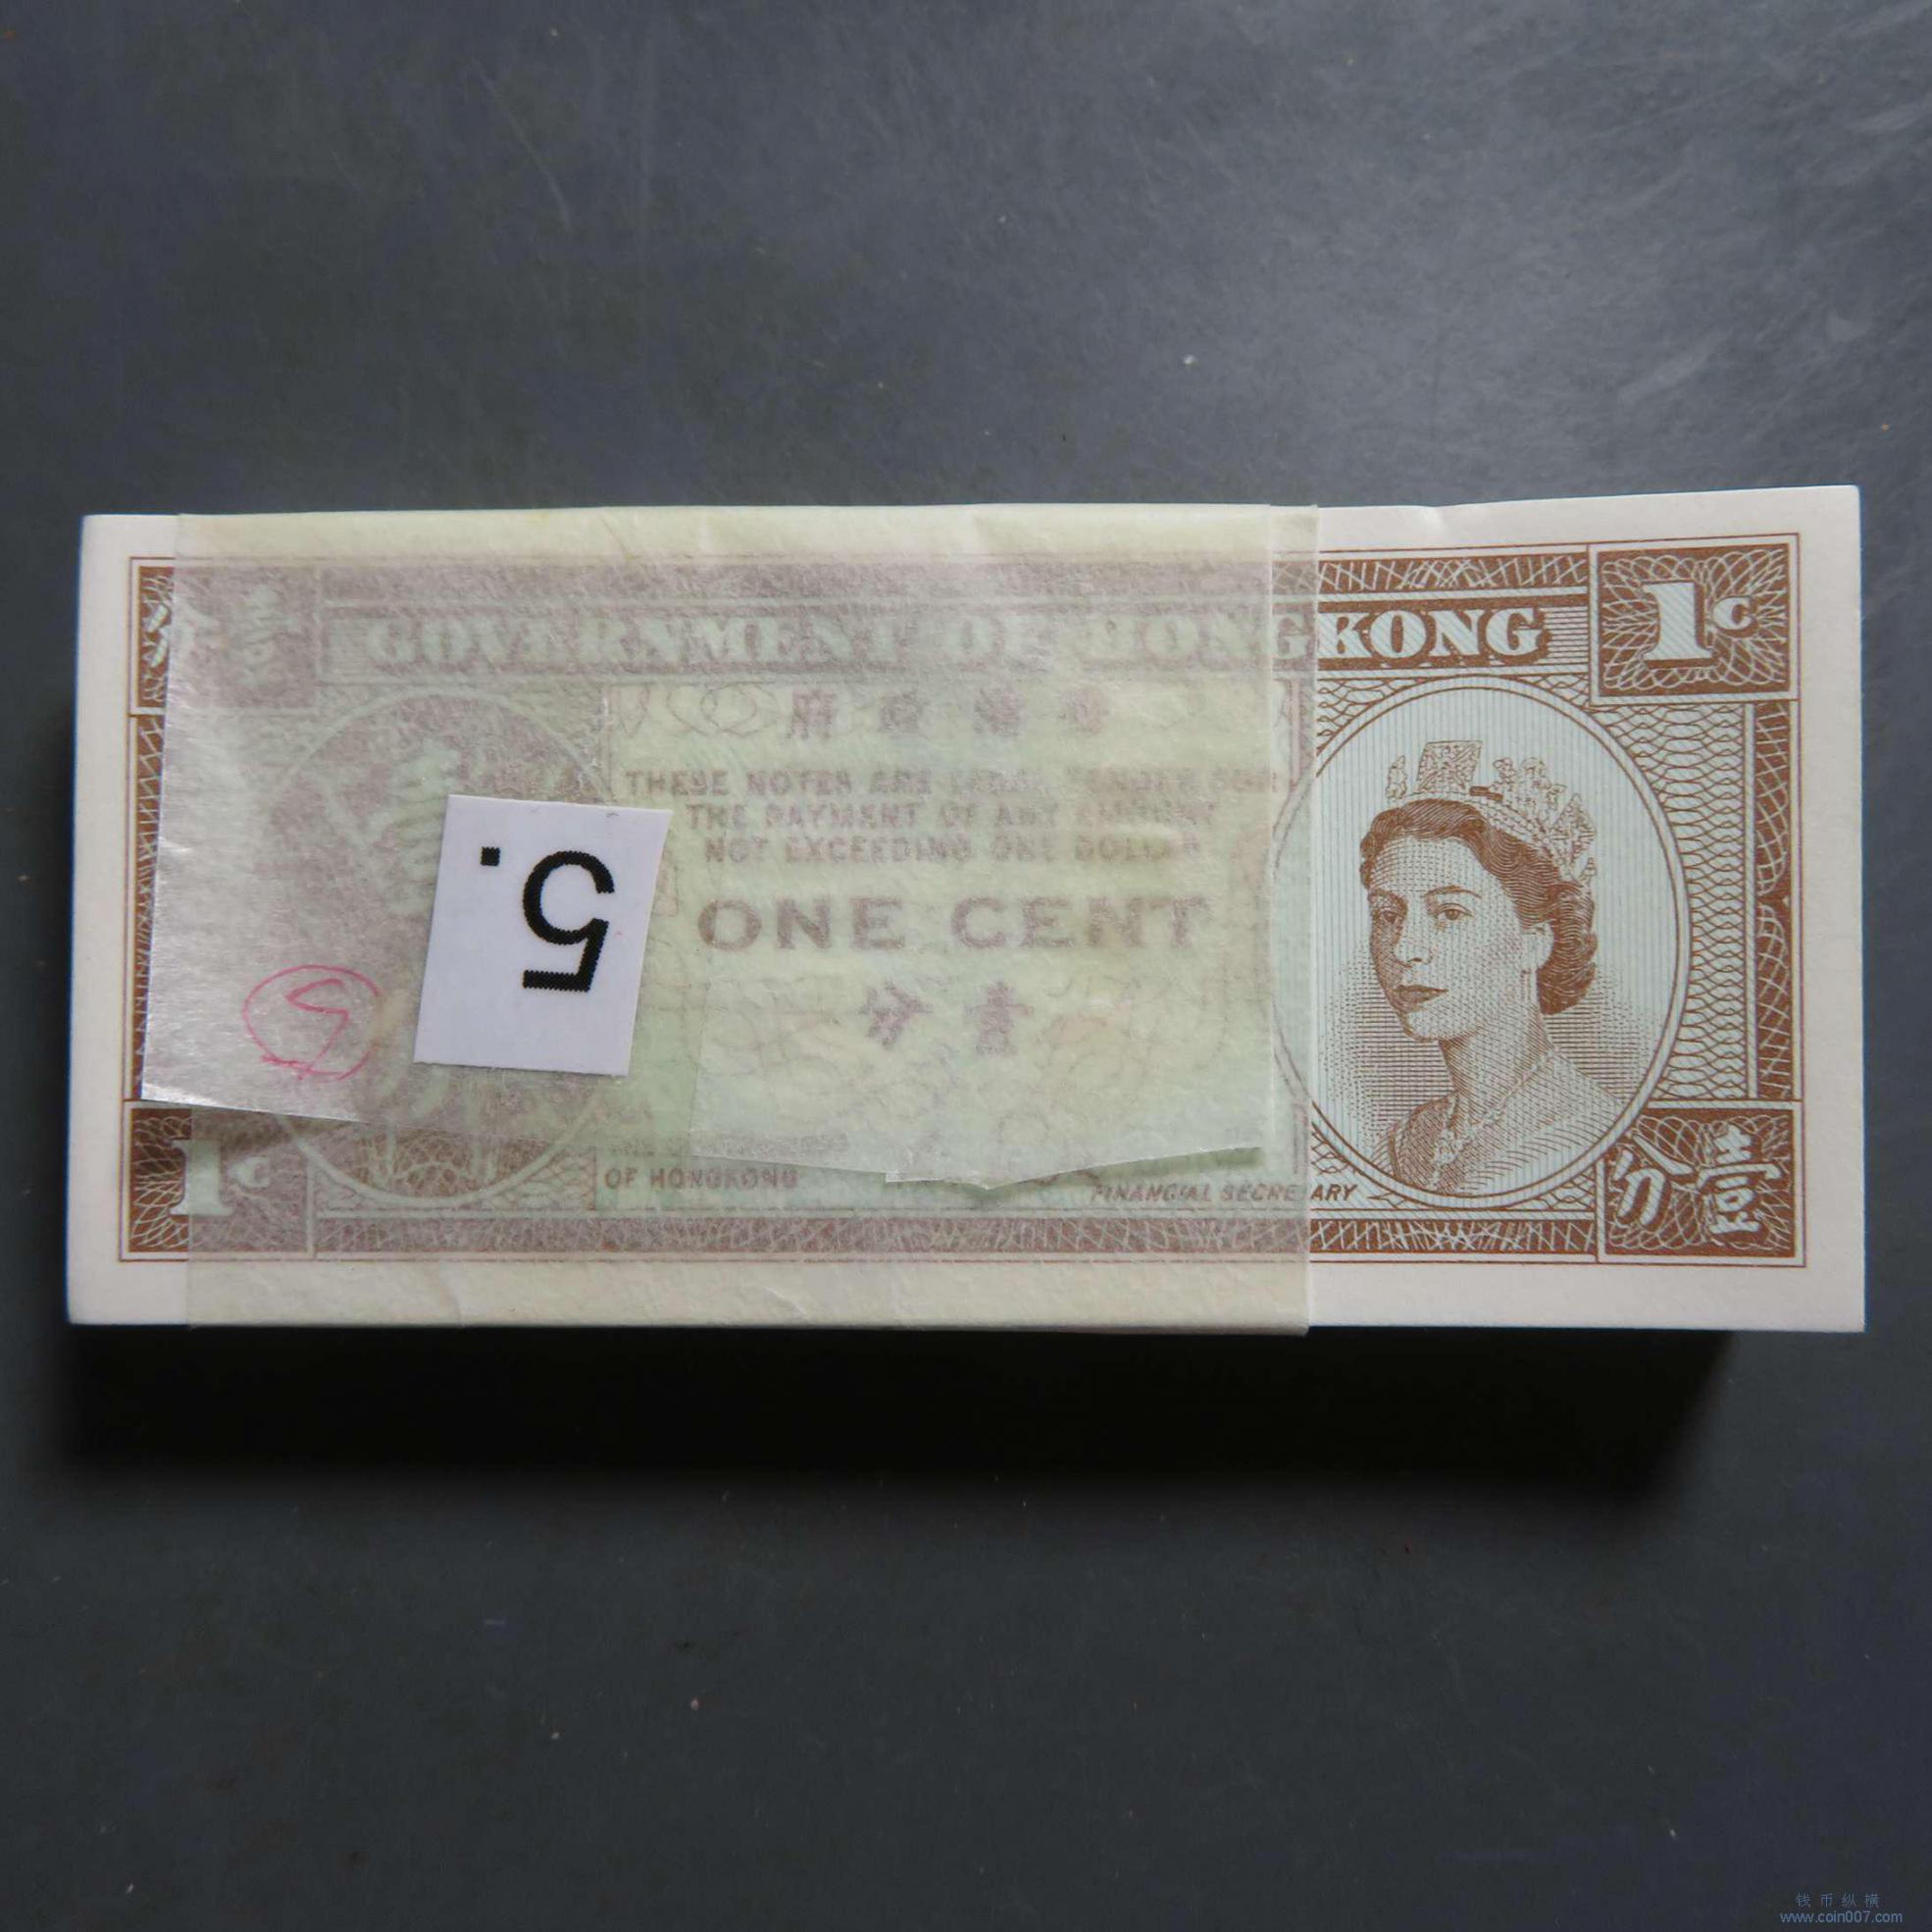 分壹
GOVERNMENT OF HONGKONG
1c
府政港香
THESE NOTES ARE LEGAL TENDER FOR
THE PAYMENT OF ANY AMOUNT
NOT EXCEEDING ONE DOLLAR
5.
ONE CENT
分壹
5
1c
OF HONGKONG
FINANCIAL SECRETARY
分壹
钱币纵横
www.coin007.com